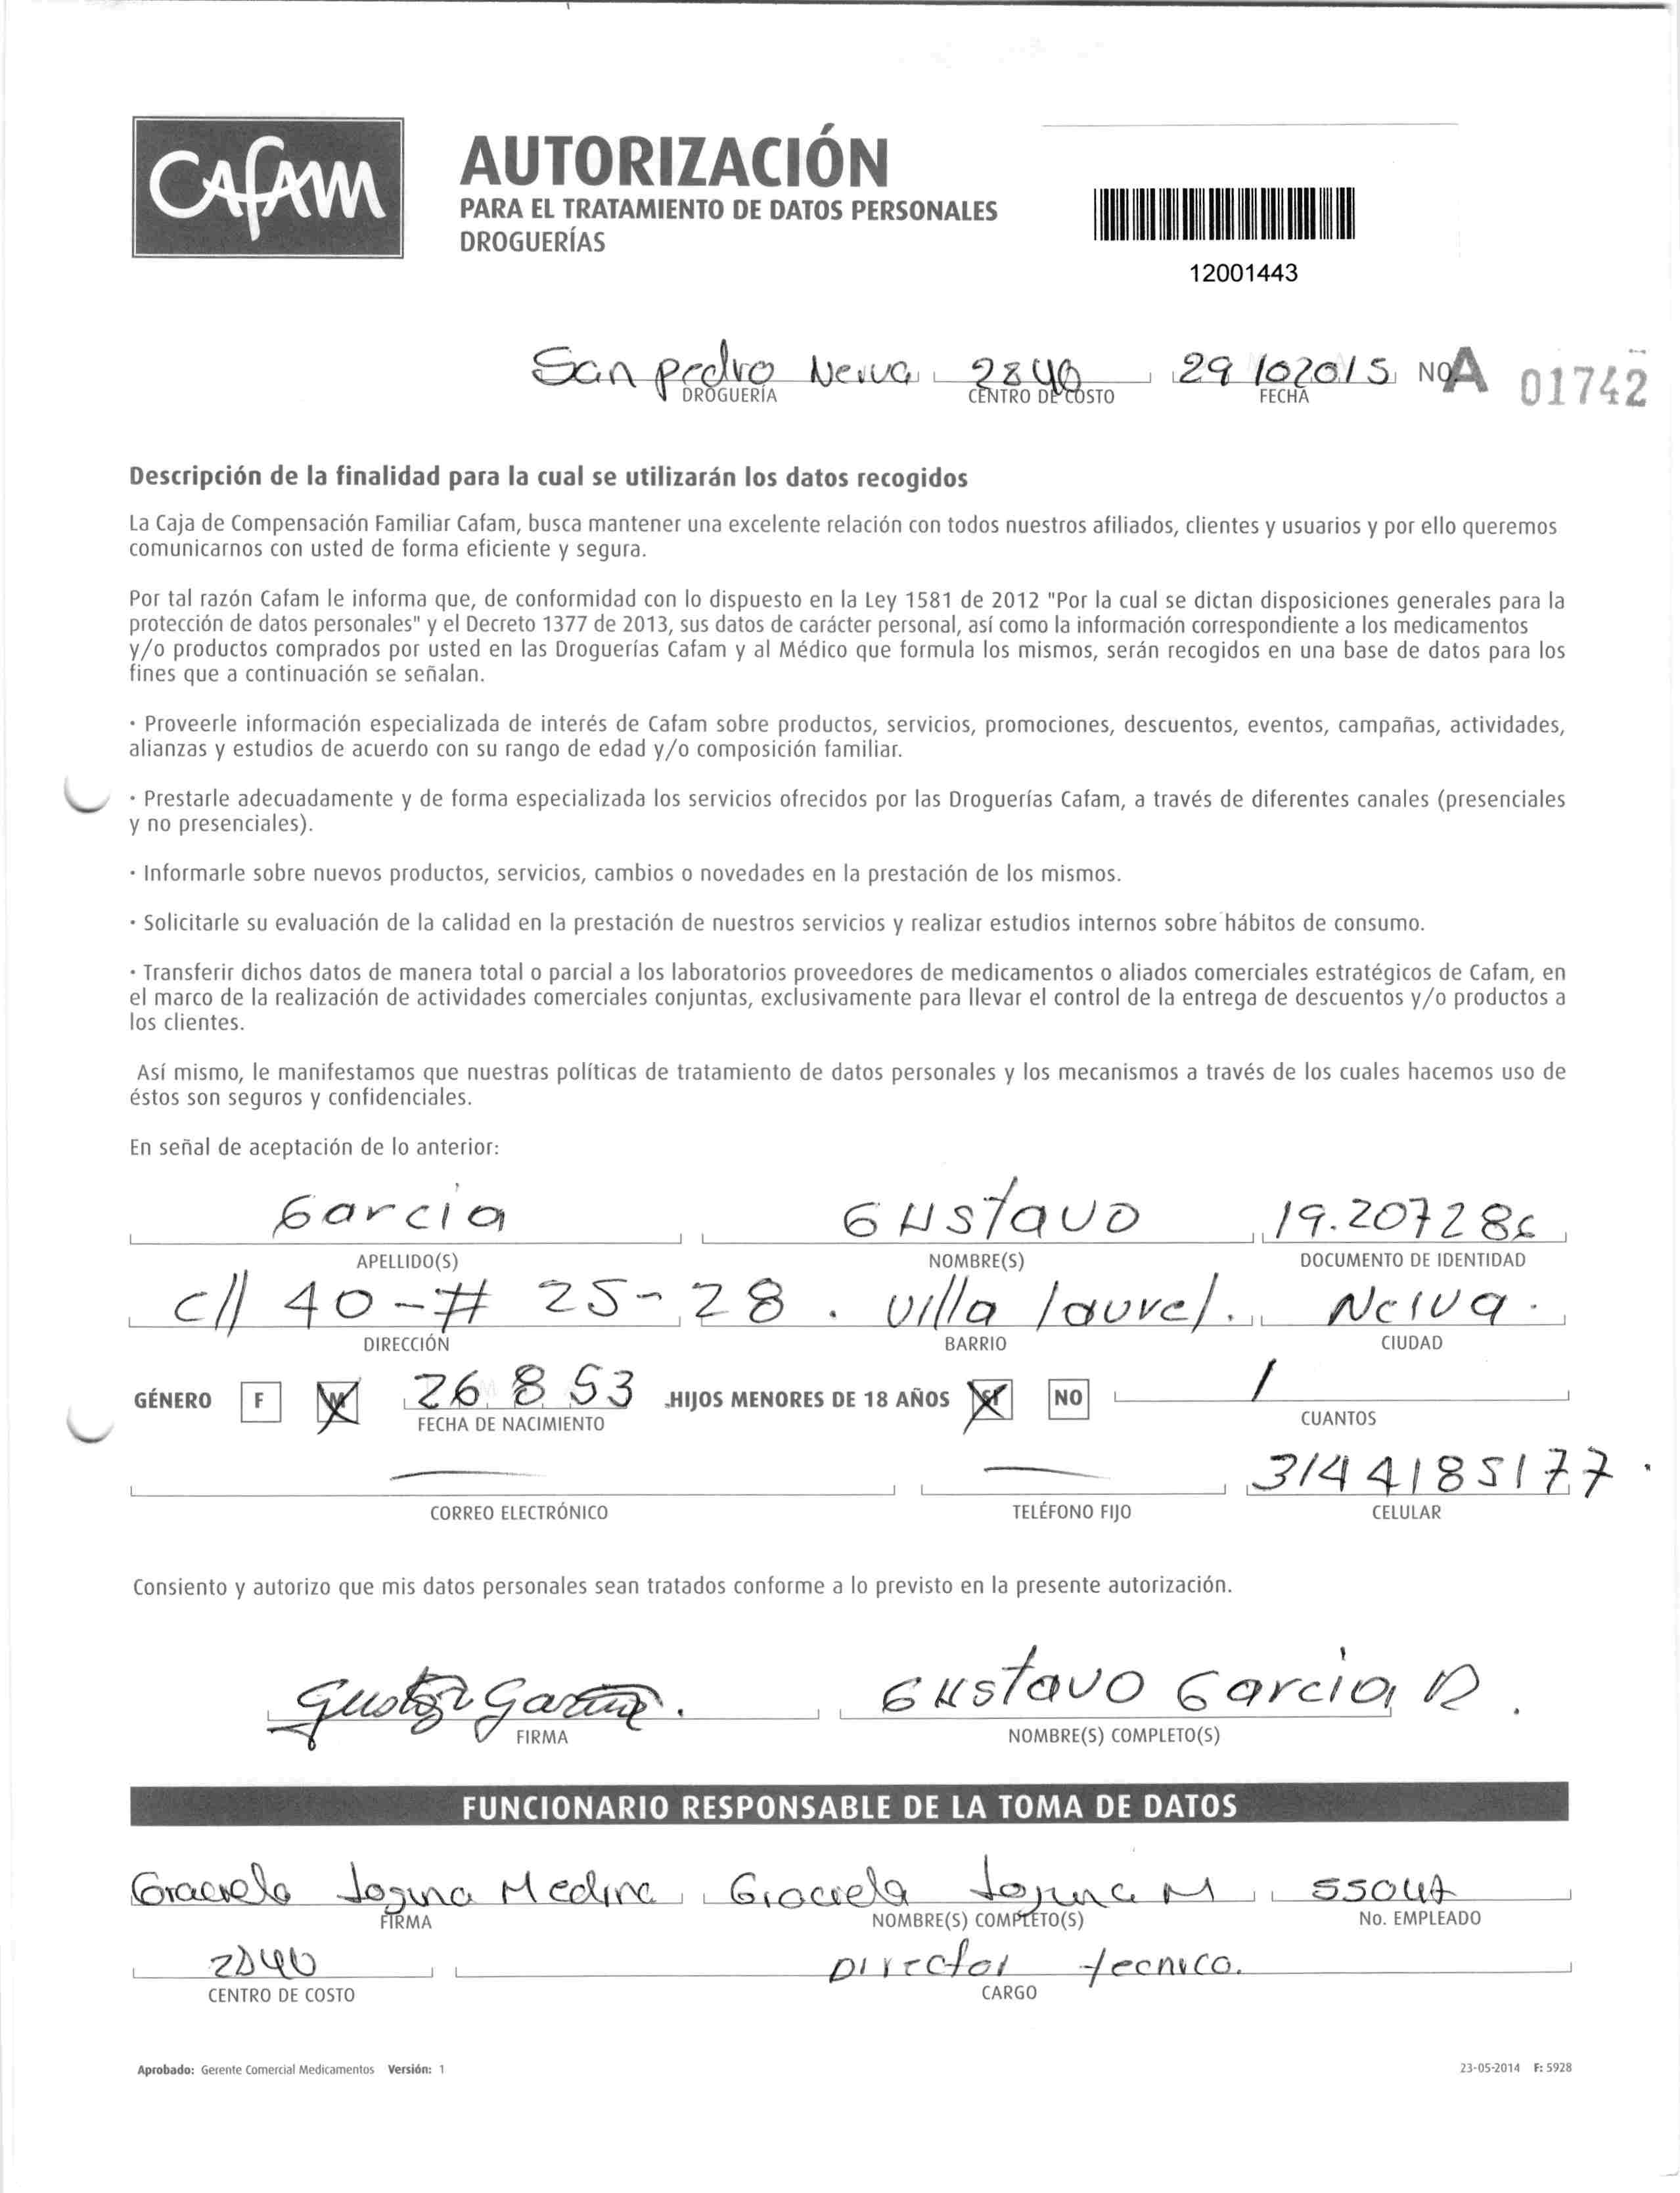 CAFAM
AUTORIZACIÓN
PARA EL TRATAMIENTO DE DATOS PERSONALES
DROGUERÍAS
12001443
San pedro Neiva 2840 29 102015 NO A 01742
DROGUERÍA CENTRO DE COSTO FECHA
Descripción de la finalidad para la cual se utilizarán los datos recogidos
La Caja de Compensación Familiar Cafam, busca mantener una excelente relación con todos nuestros afiliados, clientes y usuarios y por ello queremos
comunicarnos con usted de forma eficiente y segura.
Por tal razón Cafam le informa que, de conformidad con lo dispuesto en la Ley 1581 de 2012 "Por la cual se dictan disposiciones generales para la
protección de datos personales" y el Decreto 1377 de 2013, sus datos de carácter personal, así como la información correspondiente a los medicamentos
y/o productos comprados por usted en las Droguerías Cafam y al Médico que formula los mismos, serán recogidos en una base de datos para los
fines que a continuación se señalan.
· Proveerle información especializada de interés de Cafam sobre productos, servicios, promociones, descuentos, eventos, campañas, actividades,
alianzas y estudios de acuerdo con su rango de edad y/o composición familiar.
· Prestarle adecuadamente y de forma especializada los servicios ofrecidos por las Droguerías Cafam, a través de diferentes canales (presenciales
y no presenciales).
· Informarle sobre nuevos productos, servicios, cambios o novedades en la prestación de los mismos.
· Solicitarle su evaluación de la calidad en la prestación de nuestros servicios y realizar estudios internos sobre hábitos de consumo.
· Transferir dichos datos de manera total o parcial a los laboratorios proveedores de medicamentos o aliados comerciales estratégicos de Cafam, en
el marco de la realización de actividades comerciales conjuntas, exclusivamente para llevar el control de la entrega de descuentos y/o productos a
los clientes.
Así mismo, le manifestamos que nuestras políticas de tratamiento de datos personales y los mecanismos a través de los cuales hacemos uso de
éstos son seguros y confidenciales.
En señal de aceptación de lo anterior:
Garcia Gustavo 19.207286
APELLIDO(S) NOMBRE(S) DOCUMENTO DE IDENTIDAD
cll 40 - # 25 - 28 . villa laurel. Neiva.
DIRECCIÓN BARRIO CIUDAD
GÉNERO F M 26 8 53 HIJOS MENORES DE 18 AÑOS SI NO 1
FECHA DE NACIMIENTO CUANTOS
3144185177.
CORREO ELECTRÓNICO TELÉFONO FIJO CELULAR
Consiento y autorizo que mis datos personales sean tratados conforme a lo previsto en la presente autorización.
Gustavo Garcia. Gustavo Garcia R.
FIRMA NOMBRE(S) COMPLETO(S)
FUNCIONARIO RESPONSABLE DE LA TOMA DE DATOS
Graciela Medina Graciela M
FIRMA NOMBRE(S) COMPLETO(S) No. EMPLEADO
2840 Director tecnico.
CENTRO DE COSTO CARGO
Aprobado: Gerente Comercial Medicamentos Versión: 1 23-05-2014 F: 5928